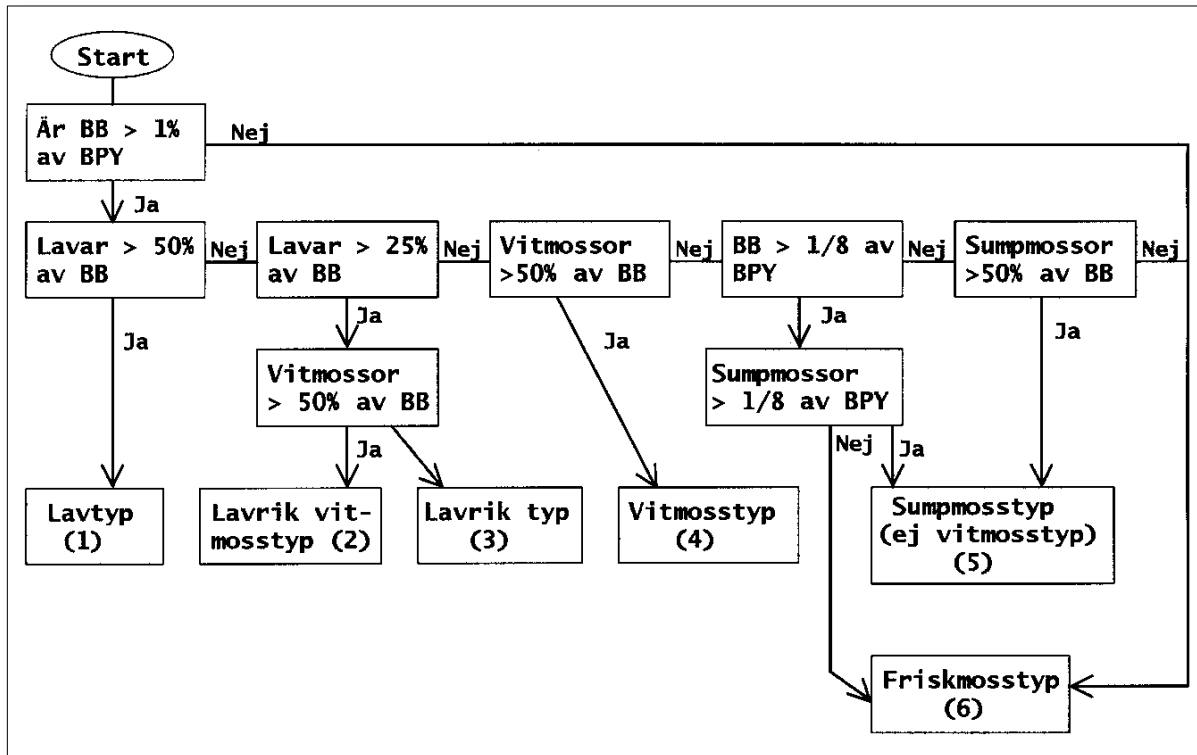 Start
Är BB > 1%
av BPY
Nej
Ja
Lavar > 50%
av BB
Nej
Lavar > 25%
av BB
Nej
Vitmossor
>50% av BB
Nej
BB > 1/8 av
BPY
Nej
Sumpmossor
>50% av BB
Nej
Ja
Ja
Ja
Ja
Ja
Vitmossor
> 50% av BB
Sumpmossor
> 1/8 av BPY
Ja
Nej
Ja
Lavtyp
(1)
Lavrik vit-
mosstyp (2)
Lavrik typ
(3)
Vitmosstyp
(4)
Sumpmosstyp
(ej vitmosstyp)
(5)
Friskmosstyp
(6)